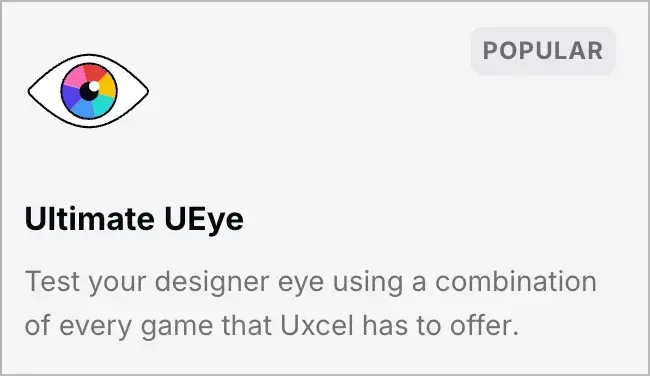 POPULAR
Ultimate UEye
Test your designer eye using a combination
of every game that Uxcel has to offer.